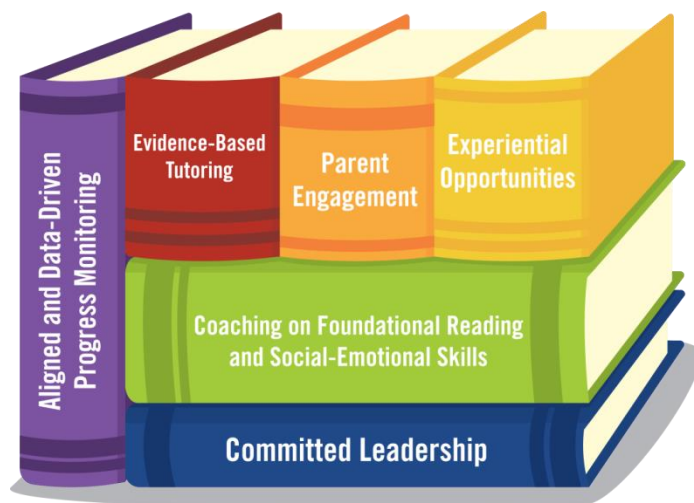 Aligned and Data-Driven
Progress Monitoring
Evidence-Based
Tutoring
Parent
Engagement
Experiential
Opportunities
Coaching on Foundational Reading
and Social-Emotional Skills
Committed Leadership